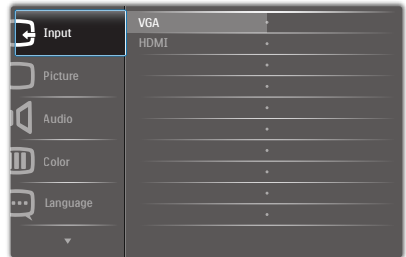 Input
Picture
Audio
Color
Language
VGA
HDMI